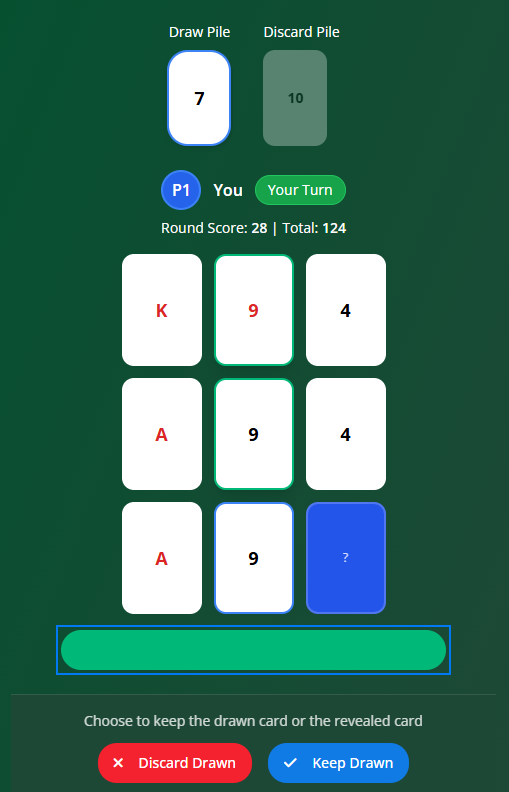 Draw Pile Discard Pile
7 10
P1 You Your Turn
Round Score: 28 | Total: 124
K 9 4
A 9 4
A 9 ?
Choose to keep the drawn card or the revealed card
Discard Drawn Keep Drawn